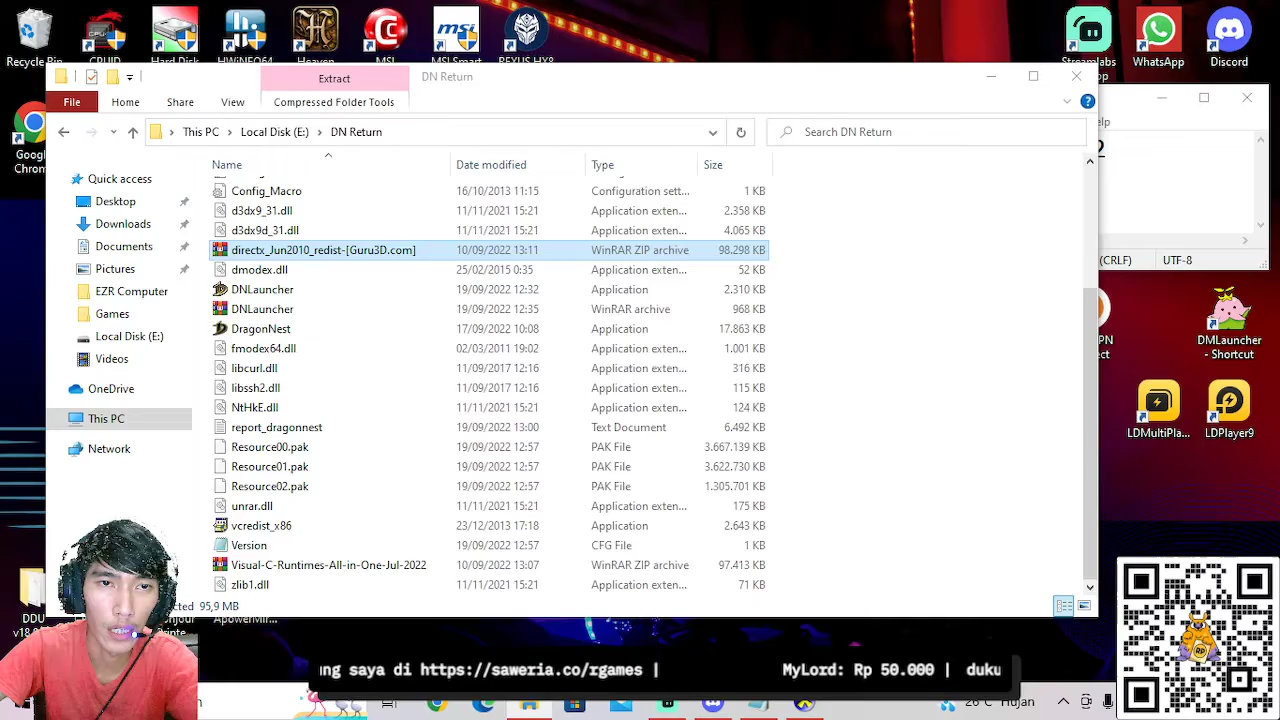 Recycle
CPUID
Hard Disk
HWiNFO64
Heaven
MSI
MSI Smart
REXUS HX8
WhatsApp
Discord
Extract
DN Return
File
Home
Share
View
Compressed Folder Tools
This PC
Local Disk (E:)
DN Return
Search DN Return
Google
Chrom
Name
Date modified
Type
Size
Quick access
Desktop
Downloads
Documents
Pictures
EZR Computer
Games
Local Disk (E:)
Videos
OneDrive
This PC
Network
Config_Macro 16/10/2013 11:15 Configuration sett... 1 KB
d3dx9_31.dll 11/11/2021 15:21 Application exten... 2.358 KB
d3dx9d_31.dll 11/11/2021 15:21 Application exten... 4.065 KB
directx_Jun2010_redist-[Guru3D.com] 10/09/2022 13:11 WinRAR ZIP archive 98.298 KB
dmodex.dll 25/02/2015 0:35 Application exten... 52 KB
DNLauncher 19/09/2022 12:32 Application 2.310 KB
DNLauncher 19/09/2022 12:35 WinRAR archive 968 KB
DragonNest 17/09/2022 10:08 Application 17.863 KB
fmodex64.dll 02/03/2011 19:02 Application exten... 1.001 KB
libcurl.dll 11/09/2017 12:16 Application exten... 316 KB
libssh2.dll 11/09/2017 12:16 Application exten... 115 KB
NtHkE.dll 11/11/2021 15:21 Application exten... 124 KB
report_dragonnest 19/09/2022 13:00 Text Document 6.492 KB
Resource00.pak 19/09/2022 12:57 PAK File 3.667.139 KB
Resource01.pak 19/09/2022 12:57 PAK File 3.622.730 KB
Resource02.pak 19/09/2022 12:57 PAK File 1.305.701 KB
unrar.dll 11/11/2021 15:21 Application exten... 175 KB
vcredist_x86 23/12/2013 17:18 Application 2.643 KB
Version 19/09/2022 12:57 CFG File 1 KB
Visual-C-Runtimes-All-in-One-Jul-2022 10/09/2022 13:07 WinRAR ZIP archive 97.413 KB
zlib1.dll 11/11/2021 15:21 Application exten... 71 KB
95,9 MB
(CRLF)
UTF-8
DMLauncher
- Shortcut
LDMultiPla...
LDPlayer9
ApowerMir...
ung saya di https://saweria.co/rgames |
MyLord: Rp 50.000 | duku
Hujan
RP